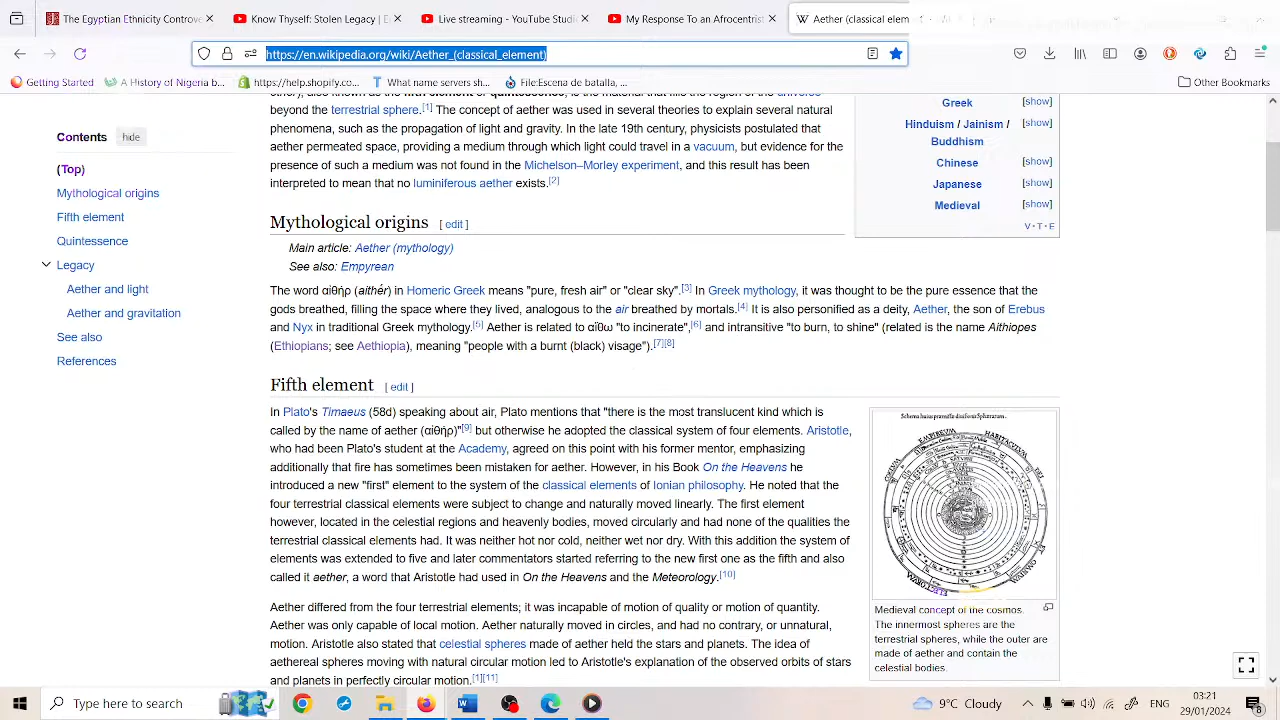 The Egyptian Ethnicity Controve
Know Thyself: Stolen Legacy | E
Live streaming - YouTube Studi
My Response To an Afrocentrist
Aether (classical elem
https://en.wikipedia.org/wiki/Aether_(classical_element)
Getting Started
A History of Nigeria b...
https://help.shopify.co...
What name servers sh...
File:Escena de batalla, ...
Other Bookmarks
beyond the terrestrial sphere.[1] The concept of aether was used in several theories to explain several natural
phenomena, such as the propagation of light and gravity. In the late 19th century, physicists postulated that
aether permeated space, providing a medium through which light could travel in a vacuum, but evidence for the
presence of such a medium was not found in the Michelson–Morley experiment, and this result has been
interpreted to mean that no luminiferous aether exists.[2]
Greek [show]
Hinduism / Jainism / [show]
Buddhism
Chinese [show]
Japanese [show]
Medieval [show]
V·T·E
Contents hide
(Top)
Mythological origins
Fifth element
Quintessence
Legacy
Aether and light
Aether and gravitation
See also
References
Mythological origins [ edit ]
Main article: Aether (mythology)
See also: Empyrean
The word αἰθήρ (aithḗr) in Homeric Greek means "pure, fresh air" or "clear sky".[3] In Greek mythology, it was thought to be the pure essence that the
gods breathed, filling the space where they lived, analogous to the air breathed by mortals.[4] It is also personified as a deity, Aether, the son of Erebus
and Nyx in traditional Greek mythology.[5] Aether is related to αἴθω "to incinerate",[6] and intransitive "to burn, to shine" (related is the name Aithiopes
(Ethiopians; see Aethiopia), meaning "people with a burnt (black) visage").[7][8]
Fifth element [ edit ]
In Plato's Timaeus (58d) speaking about air, Plato mentions that "there is the most translucent kind which is
called by the name of aether (αἰθήρ)"[9] but otherwise he adopted the classical system of four elements. Aristotle,
who had been Plato's student at the Academy, agreed on this point with his former mentor, emphasizing
additionally that fire has sometimes been mistaken for aether. However, in his Book On the Heavens he
introduced a new "first" element to the system of the classical elements of Ionian philosophy. He noted that the
four terrestrial classical elements were subject to change and naturally moved linearly. The first element
however, located in the celestial regions and heavenly bodies, moved circularly and had none of the qualities the
terrestrial classical elements had. It was neither hot nor cold, neither wet nor dry. With this addition the system of
elements was extended to five and later commentators started referring to the new first one as the fifth and also
called it aether, a word that Aristotle had used in On the Heavens and the Meteorology.[10]
Aether differed from the four terrestrial elements; it was incapable of motion of quality or motion of quantity.
Aether was only capable of local motion. Aether naturally moved in circles, and had no contrary, or unnatural,
motion. Aristotle also stated that celestial spheres made of aether held the stars and planets. The idea of
aethereal spheres moving with natural circular motion led to Aristotle's explanation of the observed orbits of stars
and planets in perfectly circular motion.[1][11]
HABITACVLVM
Medieval concept of the cosmos.
The innermost spheres are the
terrestrial spheres, while the outer are
made of aether and contain the
celestial bodies.
Type here to search
9°C Cloudy
ENG
03:21
29/01/2024
8